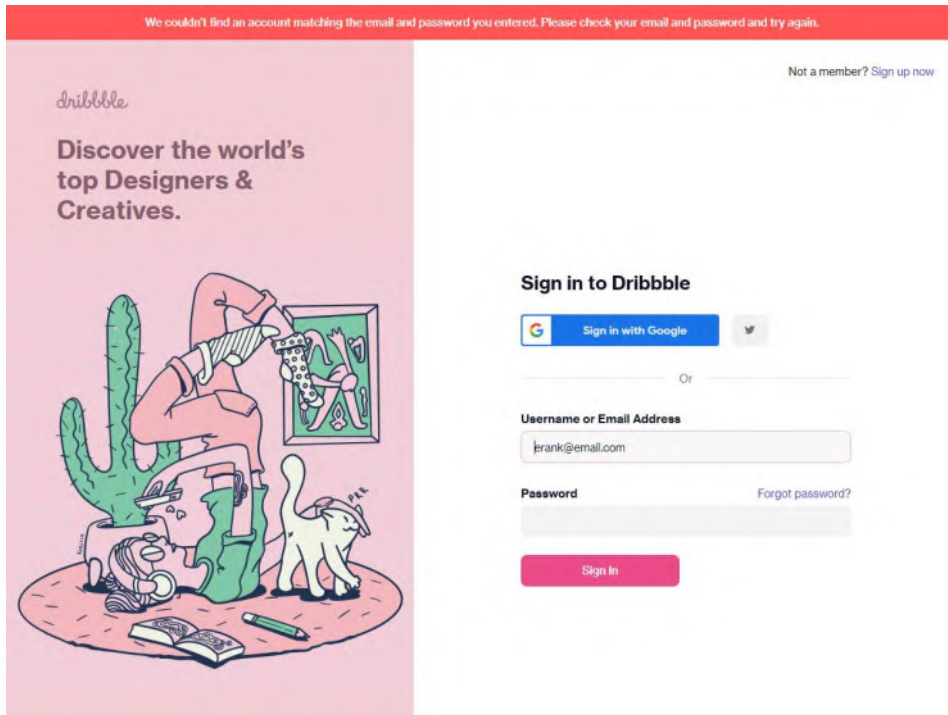 We couldn't find an account matching the email and password you entered. Please check your email and password and try again.
Not a member? Sign up now
dribbble
Discover the world's
top Designers &
Creatives.
Sign in to Dribbble
G Sign in with Google
Or
Username or Email Address
erank@email.com
Password Forgot password?
Sign In
PRR